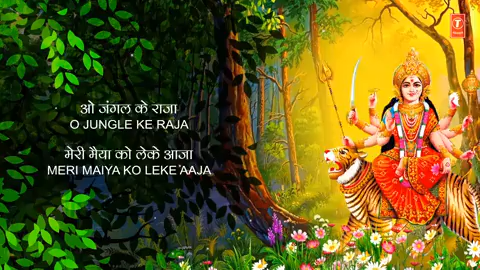 ओ जंगल के राजा
O JUNGLE KE RAJA
मेरी मैया को लेके आजा
MERI MAIYA KO LEKE AAJA